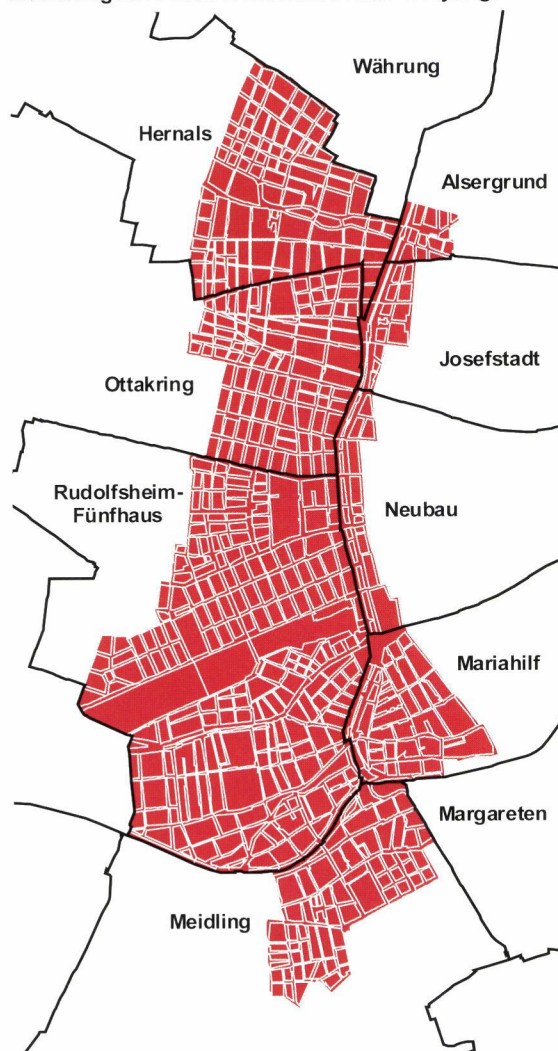 Währung
Hernals
Alsergrund
Josefstadt
Ottakring
Rudolfsheim-
Fünfhaus
Neubau
Mariahilf
Margareten
Meidling